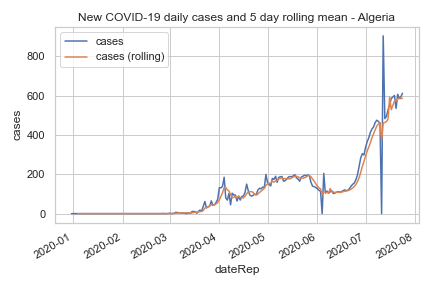 New COVID-19 daily cases and 5 day rolling mean - Algeria
cases
cases (rolling)
800
600
400
200
0
cases
2020-01
2020-02
2020-03
2020-04
2020-05
2020-06
2020-07
2020-08
dateRep